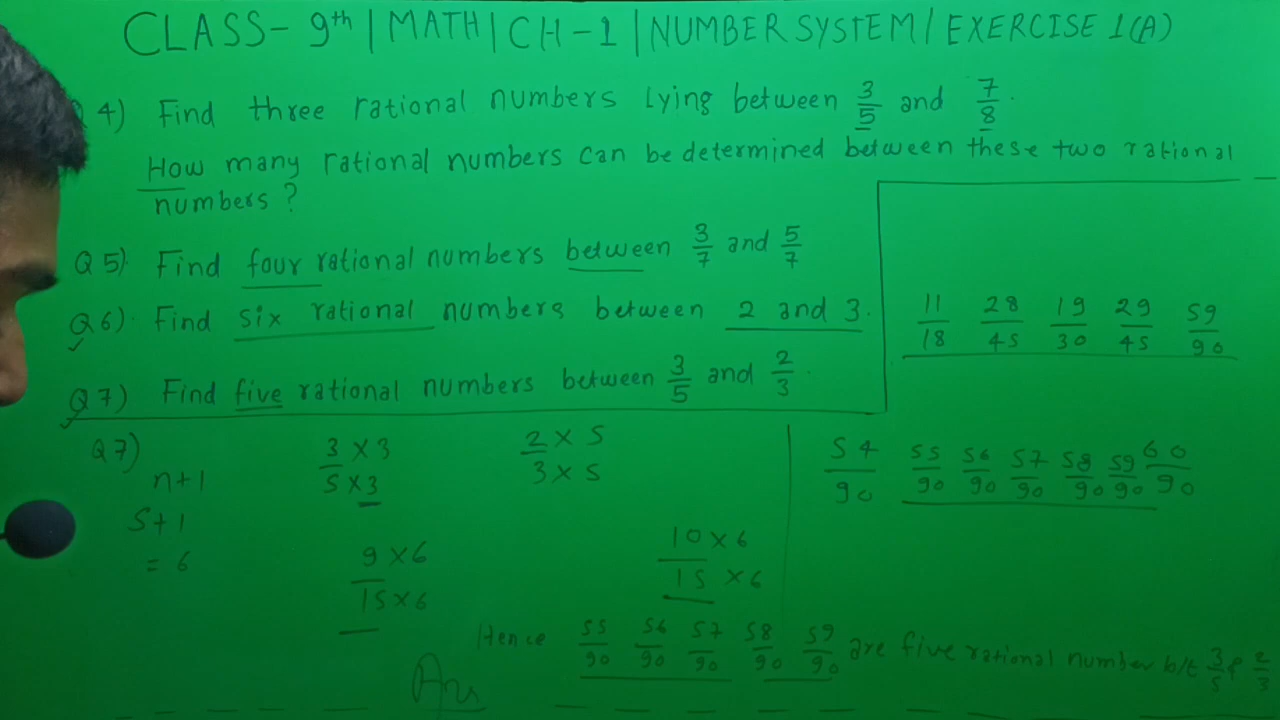 CLASS- 9th | MATH | CH-1 | NUMBER SYSTEM / EXERCISE 1(A)
4) Find three rational numbers lying between 3/5 and 7/8.
How many rational numbers can be determined between these two rational
numbers ?
Q5) Find four rational numbers between 3/7 and 5/7
Q6) Find six rational numbers between 2 and 3.
11/18 28/45 19/30 29/45 59/90
Q7) Find five rational numbers between 3/5 and 2/3.
Q7)
n+1
5+1
= 6
3 × 3 / 5 × 3
2 × 5 / 3 × 5
9 × 6 / 15 × 6
10 × 6 / 15 × 6
54/90 55/90 56/90 57/90 58/90 59/90 60/90
Hence 55/90 56/90 57/90 58/90 59/90 are five rational number b/t 3/5 & 2/3
Ans